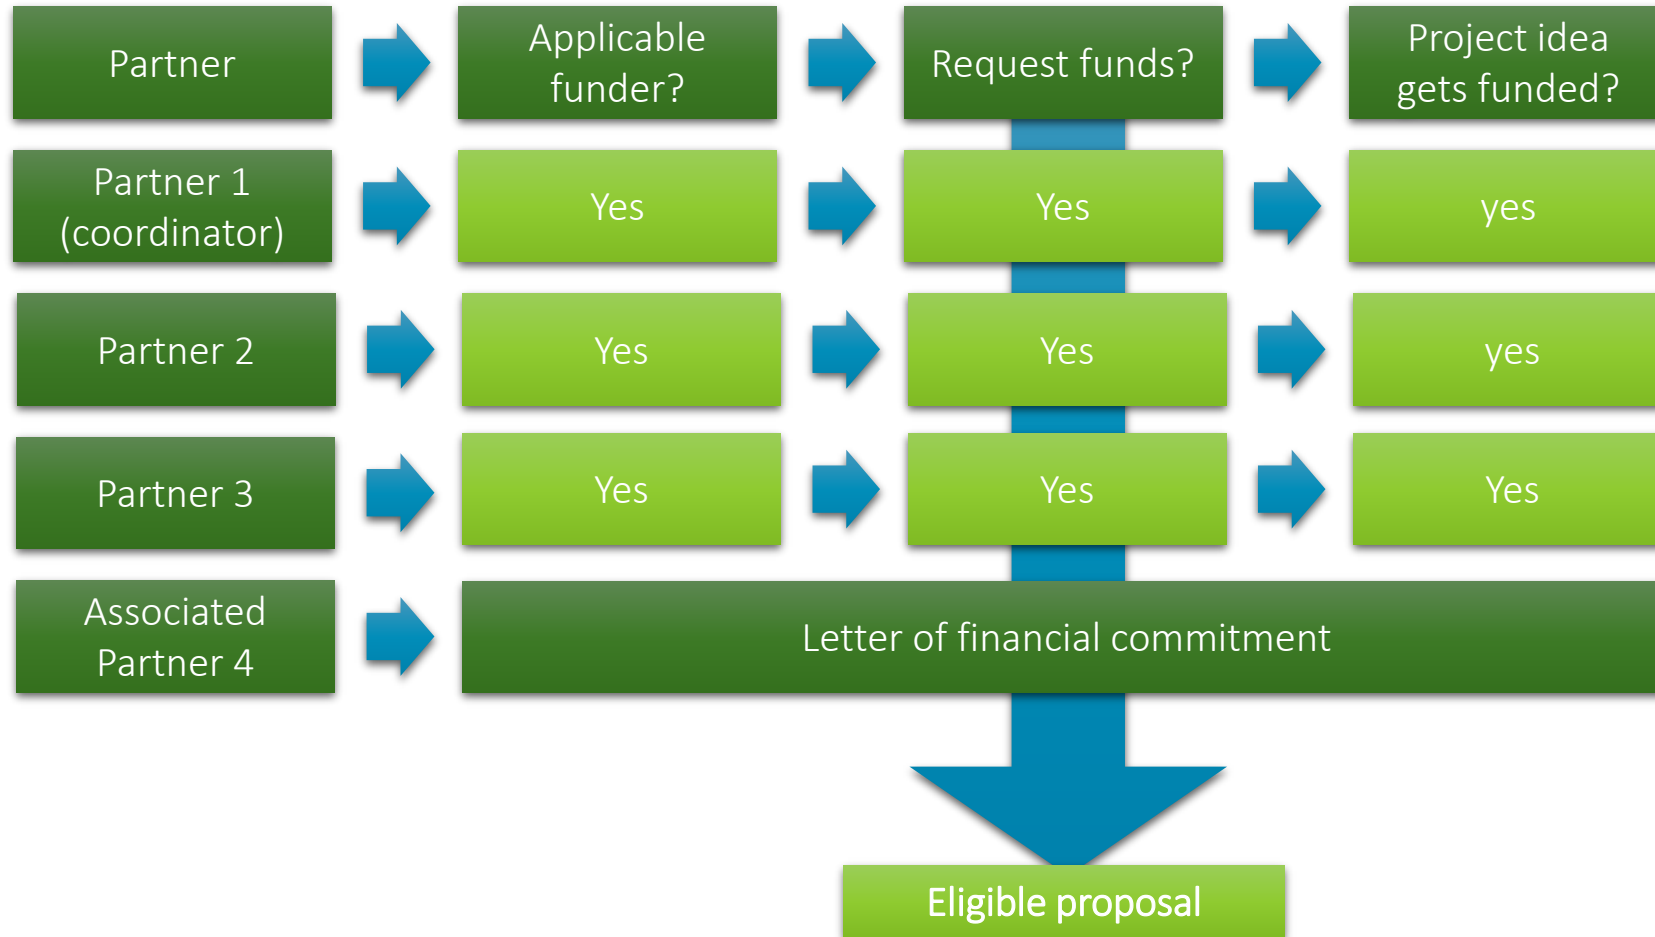 Partner
Applicable
funder?
Request funds?
Project idea
gets funded?
Partner 1
(coordinator)
Yes
Yes
yes
Partner 2
Yes
Yes
yes
Partner 3
Yes
Yes
Yes
Associated
Partner 4
Letter of financial commitment
Eligible proposal